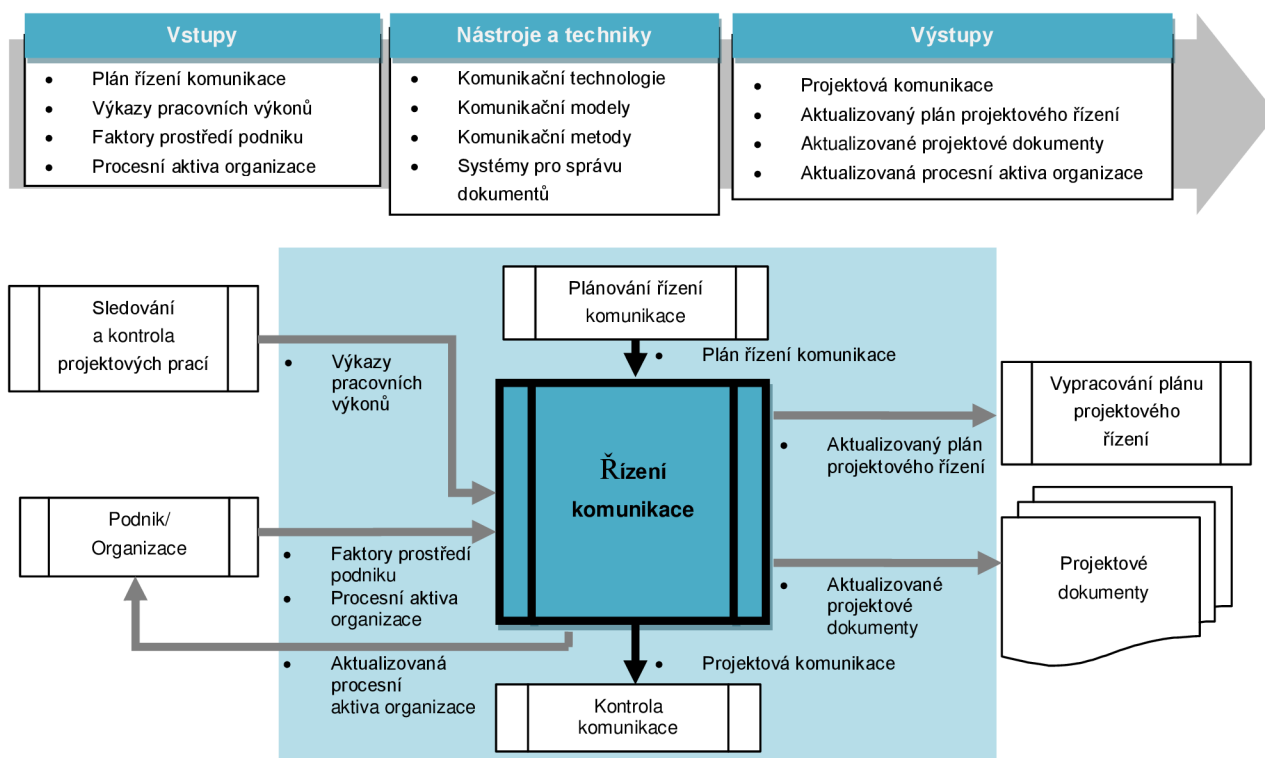 Vstupy
• Plán řízení komunikace
• Výkazy pracovních výkonů
• Faktory prostředí podniku
• Procesní aktiva organizace
Nástroje a techniky
• Komunikační technologie
• Komunikační modely
• Komunikační metody
• Systémy pro správu
dokumentů
Výstupy
• Projektová komunikace
• Aktualizovaný plán projektového řízení
• Aktualizované projektové dokumenty
• Aktualizovaná procesní aktiva organizace
Sledování
a kontrola
projektových prací
• Výkazy
pracovních
výkonů
Plánování řízení
komunikace
• Plán řízení komunikace
Řízení
komunikace
• Aktualizovaný plán
projektového řízení
Vypracování plánu
projektového
řízení
Podnik/
Organizace
• Faktory prostředí
podniku
• Procesní aktiva
organizace
• Aktualizovaná
procesní
aktiva organizace
• Aktualizované
projektové
dokumenty
Projektové
dokumenty
• Projektová komunikace
Kontrola
komunikace